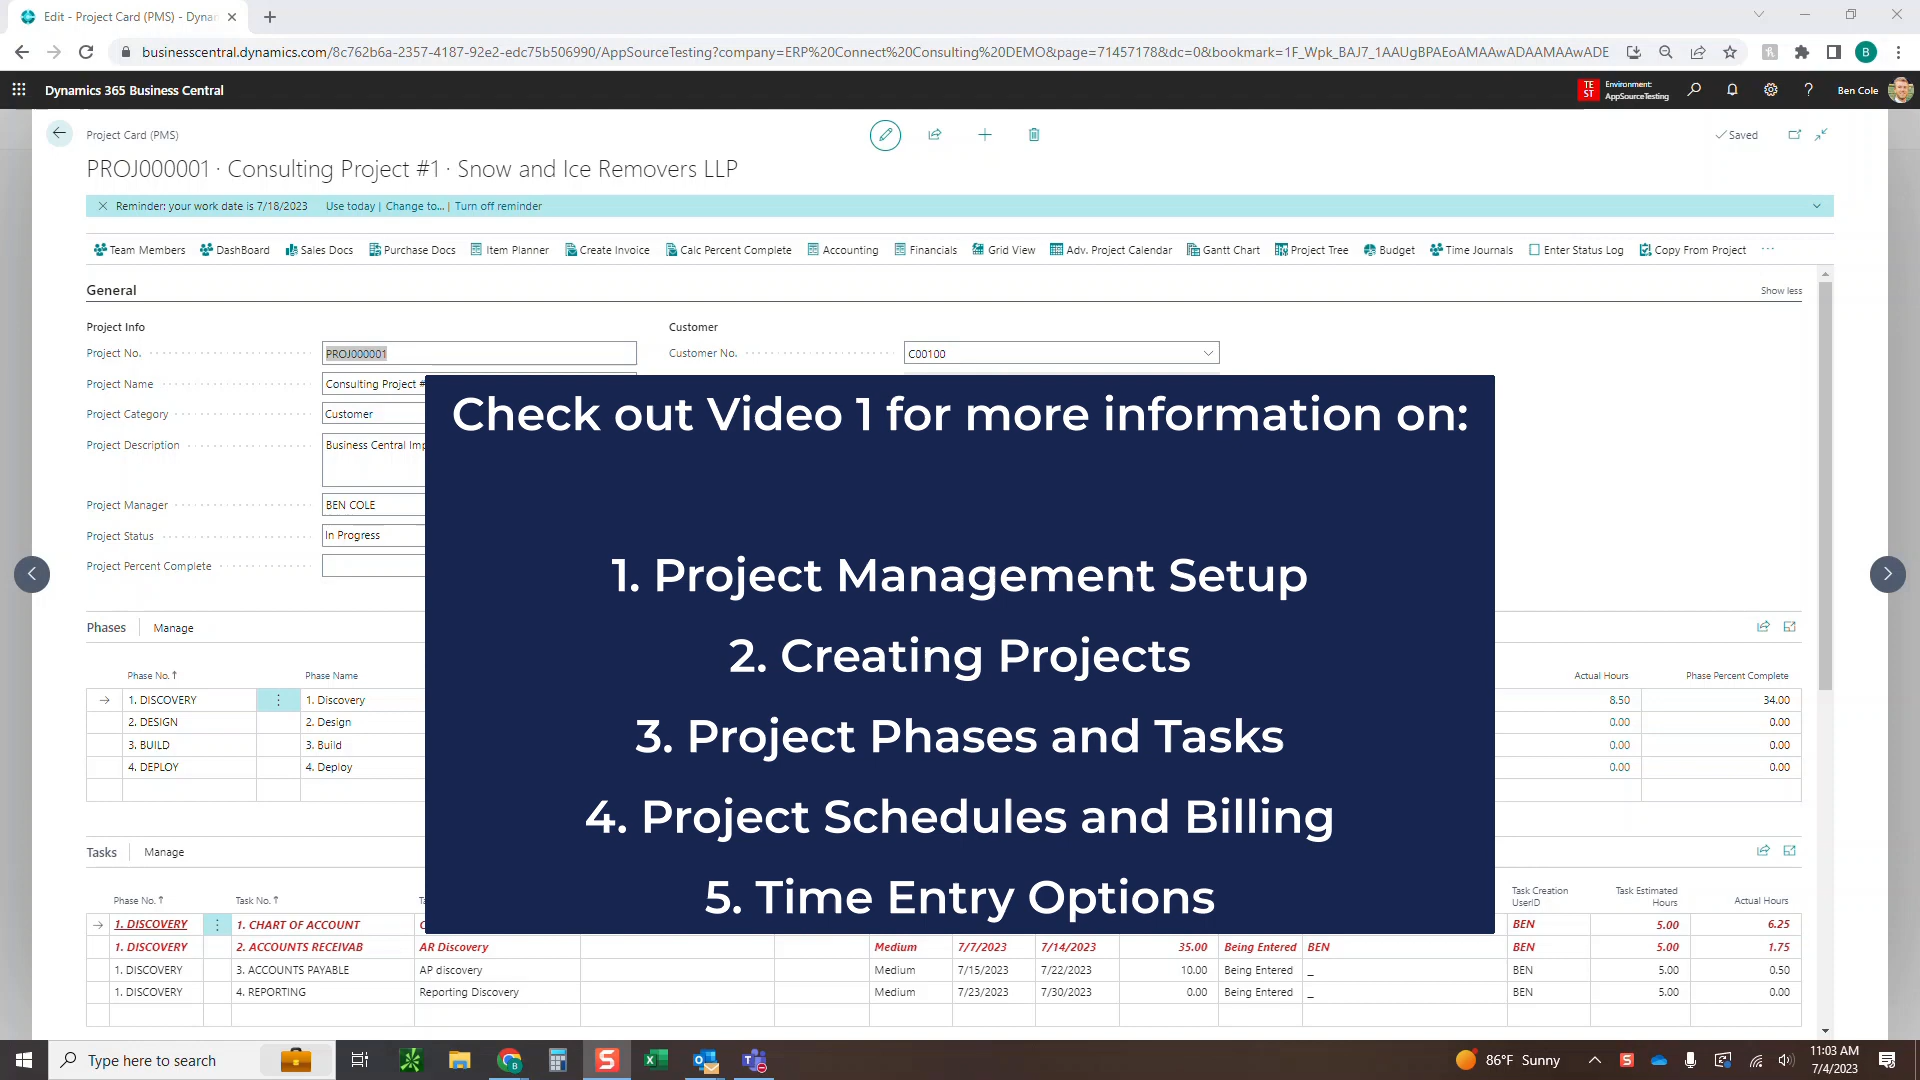 Edit - Project Card (PMS) - Dynam
businesscentral.dynamics.com/8c762b6a-2357-4187-92e2-edc75b506990/AppSourceTesting?company=ERP%20Connect%20Consulting%20DEMO&page=71457178&dc=0&bookmark=1F_Wpk_BAJ7_1AAUgBPAEoAMAAwADAAMAAwADE
B
Dynamics 365 Business Central
TE ST
Environment: AppSourceTesting
Ben Cole
Project Card (PMS)
Saved
PROJ000001 · Consulting Project #1 · Snow and Ice Removers LLP
Reminder: your work date is 7/18/2023 Use today | Change to... | Turn off reminder
Team Members DashBoard Sales Docs Purchase Docs Item Planner Create Invoice Calc Percent Complete Accounting Financials Grid View Adv. Project Calendar Gantt Chart Project Tree Budget Time Journals Enter Status Log Copy From Project ...
General
Show less
Project Info
Customer
Project No. PROJ000001
Customer No. C00100
Project Name Consulting Project #
Project Category Customer
Project Description Business Central Imp
Project Manager BEN COLE
Project Status In Progress
Project Percent Complete
Check out Video 1 for more information on:
1. Project Management Setup
2. Creating Projects
3. Project Phases and Tasks
4. Project Schedules and Billing
5. Time Entry Options
Phases Manage
Phase No. ↑ Phase Name Actual Hours Phase Percent Complete
→ 1. DISCOVERY 1. Discovery 8.50 34.00
2. DESIGN 2. Design 0.00 0.00
3. BUILD 3. Build 0.00 0.00
4. DEPLOY 4. Deploy 0.00 0.00
Tasks Manage
Phase No. ↑ Task No. ↑ Task Creation UserID Task Estimated Hours Actual Hours
→ 1. DISCOVERY 1. CHART OF ACCOUNT BEN 5.00 6.25
1. DISCOVERY 2. ACCOUNTS RECEIVAB AR Discovery Medium 7/7/2023 7/14/2023 35.00 Being Entered BEN BEN 5.00 1.75
1. DISCOVERY 3. ACCOUNTS PAYABLE AP discovery Medium 7/15/2023 7/22/2023 10.00 Being Entered _ BEN 5.00 0.50
1. DISCOVERY 4. REPORTING Reporting Discovery Medium 7/23/2023 7/30/2023 0.00 Being Entered _ BEN 5.00 0.00
Type here to search
86°F Sunny
11:03 AM
7/4/2023